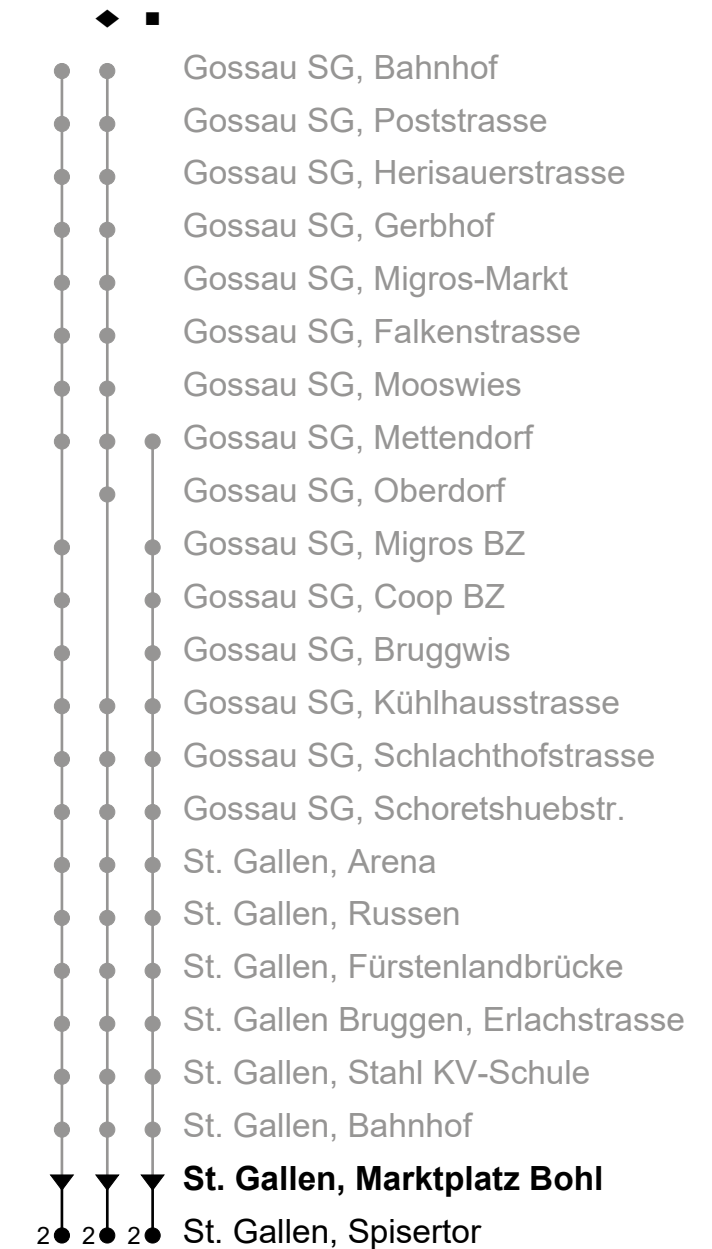 Gossau SG, Bahnhof
Gossau SG, Poststrasse
Gossau SG, Herisauerstrasse
Gossau SG, Gerbhof
Gossau SG, Migros-Markt
Gossau SG, Falkenstrasse
Gossau SG, Mooswies
Gossau SG, Mettendorf
Gossau SG, Oberdorf
Gossau SG, Migros BZ
Gossau SG, Coop BZ
Gossau SG, Bruggwis
Gossau SG, Kühlhausstrasse
Gossau SG, Schlachthofstrasse
Gossau SG, Schoretshuebstr.
St. Gallen, Arena
St. Gallen, Russen
St. Gallen, Fürstenlandbrücke
St. Gallen Bruggen, Erlachstrasse
St. Gallen, Stahl KV-Schule
St. Gallen, Bahnhof
St. Gallen, Marktplatz Bohl
2 2 2 St. Gallen, Spisertor